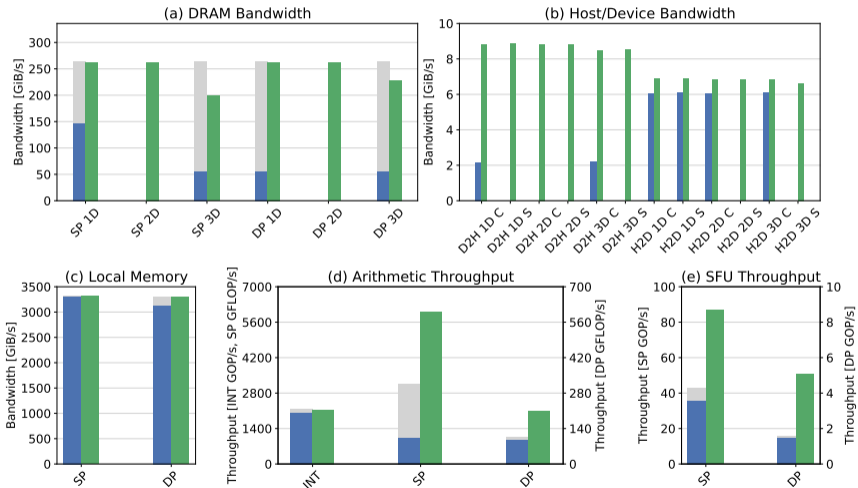 (a) DRAM Bandwidth
Bandwidth [GiB/s]
300
250
200
150
100
50
0
SP 1D
SP 2D
SP 3D
DP 1D
DP 2D
DP 3D
(b) Host/Device Bandwidth
Bandwidth [GiB/s]
10
8
6
4
2
0
D2H 1D C
D2H 1D S
D2H 2D C
D2H 2D S
D2H 3D C
D2H 3D S
H2D 1D C
H2D 1D S
H2D 2D C
H2D 2D S
H2D 3D C
H2D 3D S
(c) Local Memory
Bandwidth [GiB/s]
3500
3000
2500
2000
1500
1000
500
0
SP
DP
(d) Arithmetic Throughput
Throughput [INT GOP/s, SP GFLOP/s]
7000
5600
4200
2800
1400
0
INT
SP
DP
700
560
420
280
140
0
Throughput [DP GFLOP/s]
(e) SFU Throughput
Throughput [SP GOP/s]
100
80
60
40
20
0
SP
DP
10
8
6
4
2
0
Throughput [DP GOP/s]